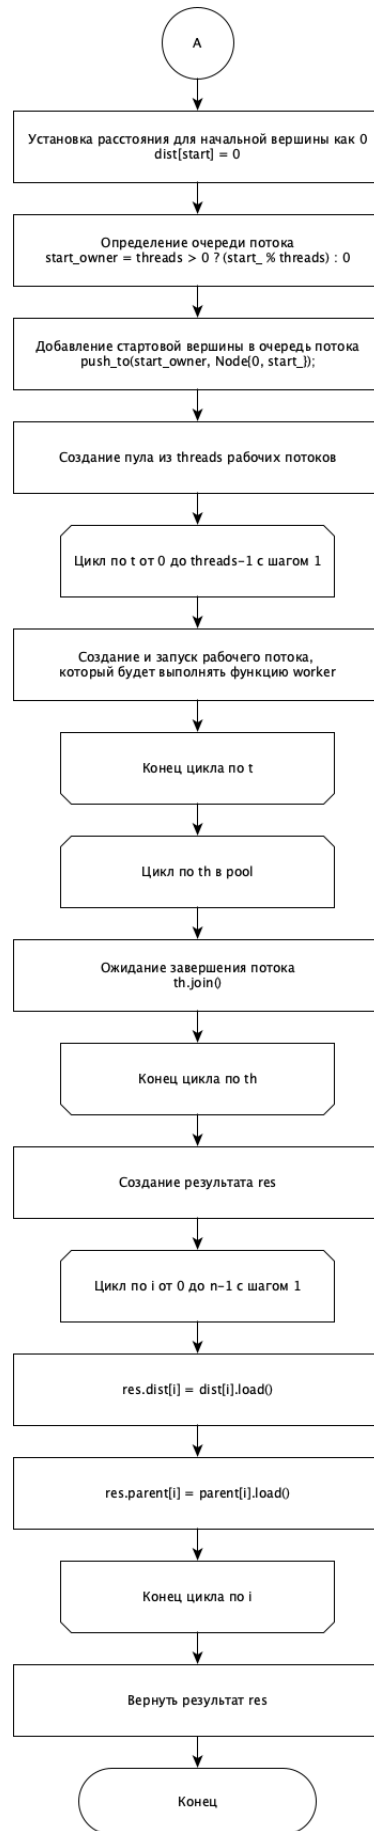 A
Установка расстояния для начальной вершины как 0
dist[start] = 0
Определение очереди потока
start_owner = threads > 0 ? (start_ % threads) : 0
Добавление стартовой вершины в очередь потока
push_to(start_owner, Node{0, start_});
Создание пула из threads рабочих потоков
Цикл по t от 0 до threads-1 с шагом 1
Создание и запуск рабочего потока,
который будет выполнять функцию worker
Конец цикла по t
Цикл по th в pool
Ожидание завершения потока
th.join()
Конец цикла по th
Создание результата res
Цикл по i от 0 до n-1 с шагом 1
res.dist[i] = dist[i].load()
res.parent[i] = parent[i].load()
Конец цикла по i
Вернуть результат res
Конец